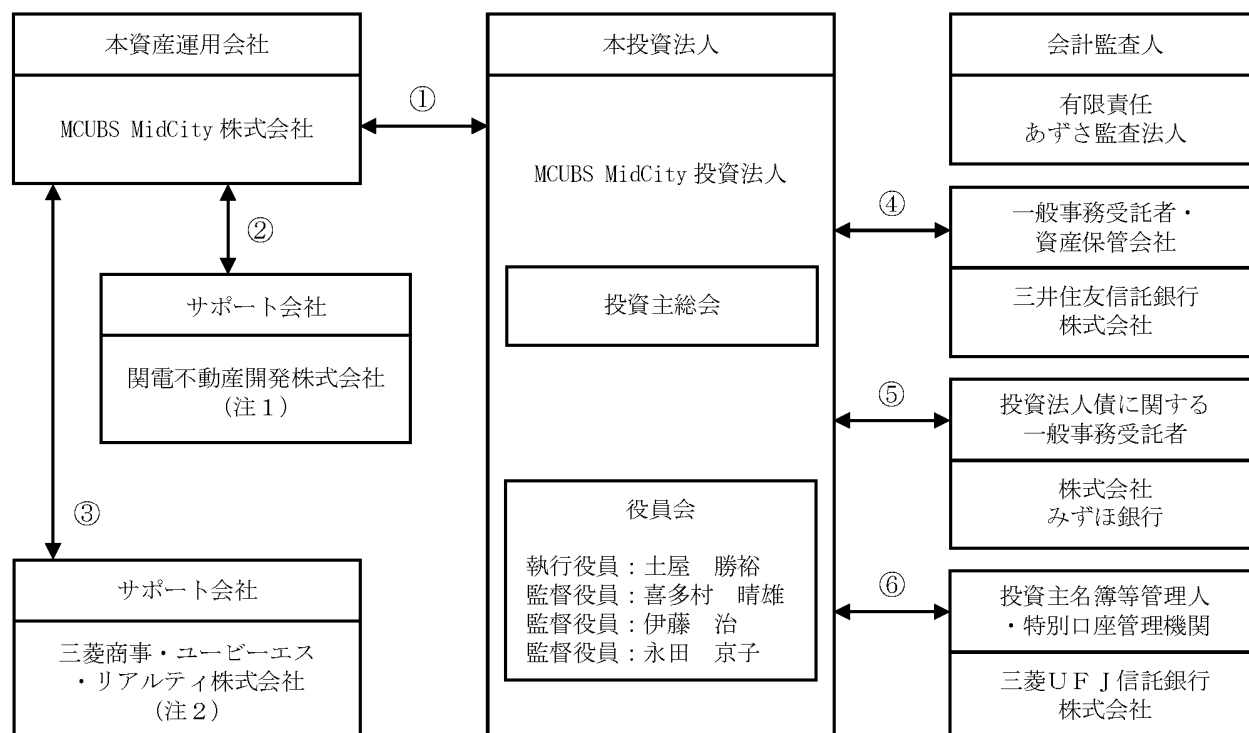 本資産運用会社
MCUBS MidCity 株式会社
①
②
サポート会社
関電不動産開発株式会社
(注１)
③
サポート会社
三菱商事・ユービーエス
・リアルティ株式会社
(注２)
本投資法人
MCUBS MidCity 投資法人
投資主総会
役員会
執行役員：土屋　勝裕
監督役員：喜多村　晴雄
監督役員：伊藤　治
監督役員：永田　京子
会計監査人
有限責任
あずさ監査法人
④
一般事務受託者・
資産保管会社
三井住友信託銀行
株式会社
⑤
投資法人債に関する
一般事務受託者
株式会社
みずほ銀行
⑥
投資主名簿等管理人
・特別口座管理機関
三菱ＵＦＪ信託銀行
株式会社